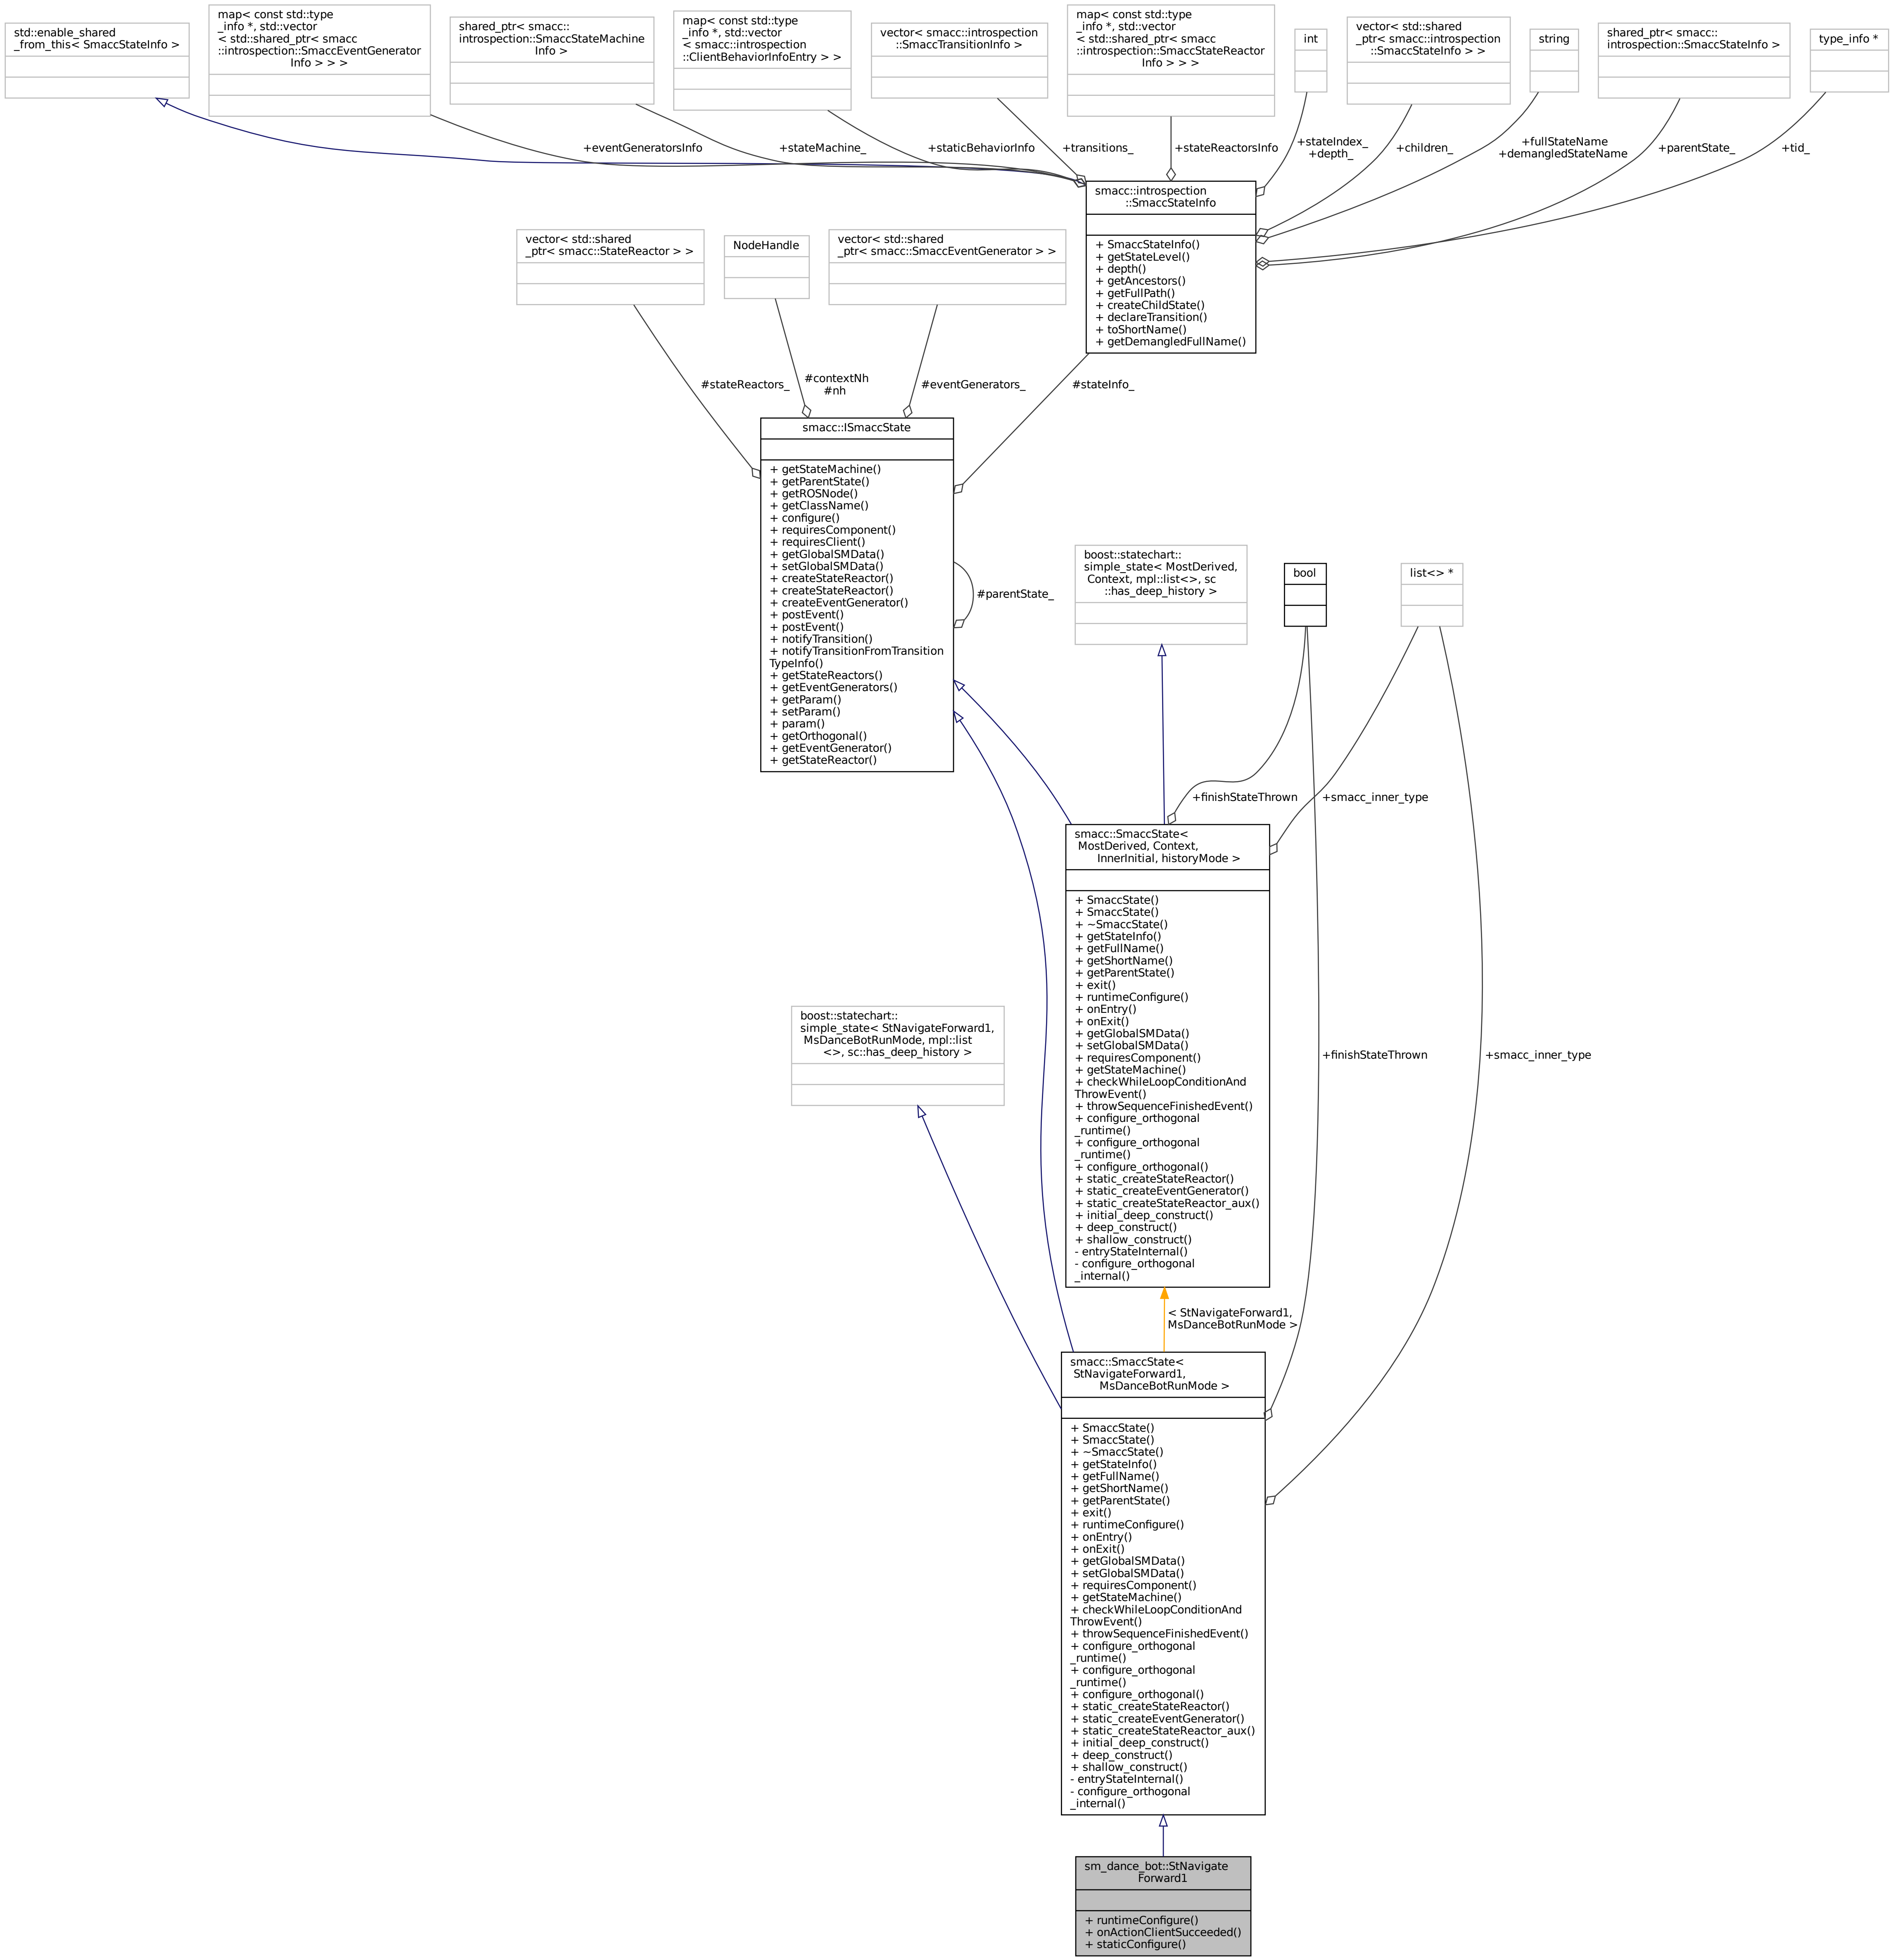 std::enable_shared
_from_this< SmaccStateInfo >
map< const std::type
_info *, std::vector
< std::shared_ptr< smacc
::introspection::SmaccEventGenerator
Info > > >
shared_ptr< smacc::
introspection::SmaccStateMachine
Info >
map< const std::type
_info *, std::vector
< smacc::introspection
::ClientBehaviorInfoEntry > >
vector< smacc::introspection
::SmaccTransitionInfo >
map< const std::type
_info *, std::vector
< std::shared_ptr< smacc
::introspection::SmaccStateReactor
Info > > >
int
vector< std::shared
_ptr< smacc::introspection
::SmaccStateInfo > >
string
shared_ptr< smacc::
introspection::SmaccStateInfo >
type_info *
+eventGeneratorsInfo
+stateMachine_
+staticBehaviorInfo
+transitions_
+stateReactorsInfo
+stateIndex_
+depth_
+children_
+fullStateName
+demangledStateName
+parentState_
+tid_
smacc::introspection
::SmaccStateInfo
+ SmaccStateInfo()
+ getStateLevel()
+ depth()
+ getAncestors()
+ getFullPath()
+ createChildState()
+ declareTransition()
+ toShortName()
+ getDemangledFullName()
vector< std::shared
_ptr< smacc::StateReactor > >
NodeHandle
vector< std::shared
_ptr< smacc::SmaccEventGenerator > >
#stateReactors_
#contextNh
#nh
#eventGenerators_
#stateInfo_
smacc::ISmaccState
+ getStateMachine()
+ getParentState()
+ getROSNode()
+ getClassName()
+ configure()
+ requiresComponent()
+ requiresClient()
+ getGlobalSMData()
+ setGlobalSMData()
+ createStateReactor()
+ createStateReactor()
+ createEventGenerator()
+ postEvent()
+ postEvent()
+ notifyTransition()
+ notifyTransitionFromTransition
TypeInfo()
+ getStateReactors()
+ getEventGenerators()
+ getParam()
+ setParam()
+ param()
+ getOrthogonal()
+ getEventGenerator()
+ getStateReactor()
#parentState_
boost::statechart::
simple_state< MostDerived,
Context, mpl::list<>, sc
::has_deep_history >
bool
list<> *
+finishStateThrown
+smacc_inner_type
smacc::SmaccState<
MostDerived, Context,
InnerInitial, historyMode >
+ SmaccState()
+ SmaccState()
+ ~SmaccState()
+ getStateInfo()
+ getFullName()
+ getShortName()
+ getParentState()
+ exit()
+ runtimeConfigure()
+ onEntry()
+ onExit()
+ getGlobalSMData()
+ setGlobalSMData()
+ requiresComponent()
+ getStateMachine()
+ checkWhileLoopConditionAnd
ThrowEvent()
+ throwSequenceFinishedEvent()
+ configure_orthogonal
_runtime()
+ configure_orthogonal
_runtime()
+ configure_orthogonal()
+ static_createStateReactor()
+ static_createEventGenerator()
+ static_createStateReactor_aux()
+ initial_deep_construct()
+ deep_construct()
+ shallow_construct()
- entryStateInternal()
- configure_orthogonal
_internal()
boost::statechart::
simple_state< StNavigateForward1,
MsDanceBotRunMode, mpl::list
<>, sc::has_deep_history >
+finishStateThrown
+smacc_inner_type
< StNavigateForward1,
MsDanceBotRunMode >
smacc::SmaccState<
StNavigateForward1,
MsDanceBotRunMode >
+ SmaccState()
+ SmaccState()
+ ~SmaccState()
+ getStateInfo()
+ getFullName()
+ getShortName()
+ getParentState()
+ exit()
+ runtimeConfigure()
+ onEntry()
+ onExit()
+ getGlobalSMData()
+ setGlobalSMData()
+ requiresComponent()
+ getStateMachine()
+ checkWhileLoopConditionAnd
ThrowEvent()
+ throwSequenceFinishedEvent()
+ configure_orthogonal
_runtime()
+ configure_orthogonal
_runtime()
+ configure_orthogonal()
+ static_createStateReactor()
+ static_createEventGenerator()
+ static_createStateReactor_aux()
+ initial_deep_construct()
+ deep_construct()
+ shallow_construct()
- entryStateInternal()
- configure_orthogonal
_internal()
sm_dance_bot::StNavigate
Forward1
+ runtimeConfigure()
+ onActionClientSucceeded()
+ staticConfigure()